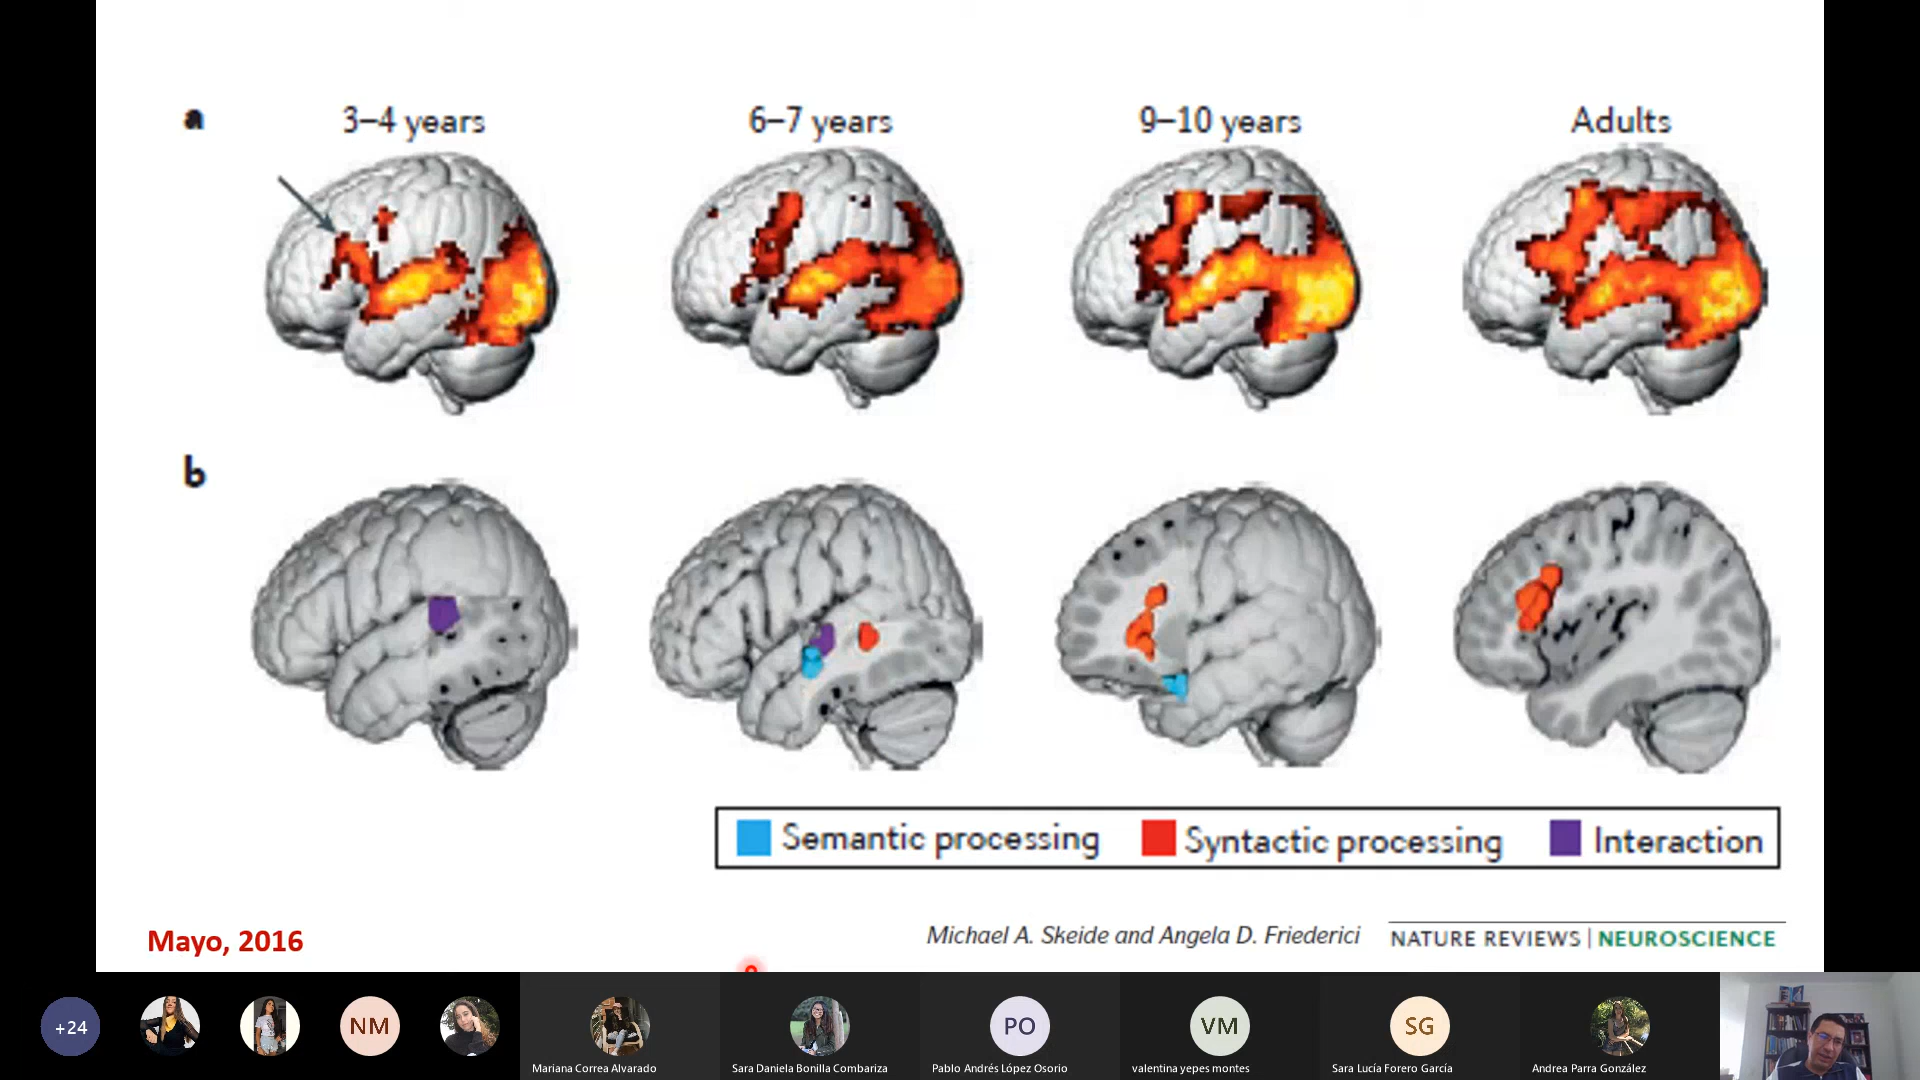 a
3–4 years
6–7 years
9–10 years
Adults
b
Semantic processing
Syntactic processing
Interaction
Mayo, 2016
Michael A. Skeide and Angela D. Friederici
NATURE REVIEWS | NEUROSCIENCE
+24
NM
PO
VM
SG
Mariana Correa Alvarado
Sara Daniela Bonilla Combariza
Pablo Andrés López Osorio
valentina yepes montes
Sara Lucía Forero García
Andrea Parra González